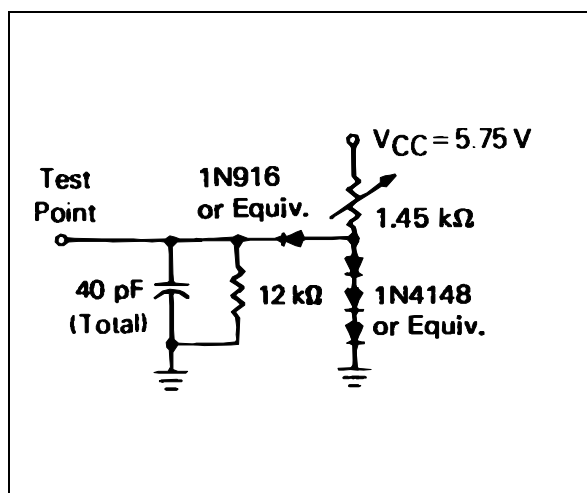 VCC = 5.75 V
Test
Point
1N916
or Equiv.
1.45 kΩ
40 pF
(Total)
12 kΩ
1N4148
or Equiv.